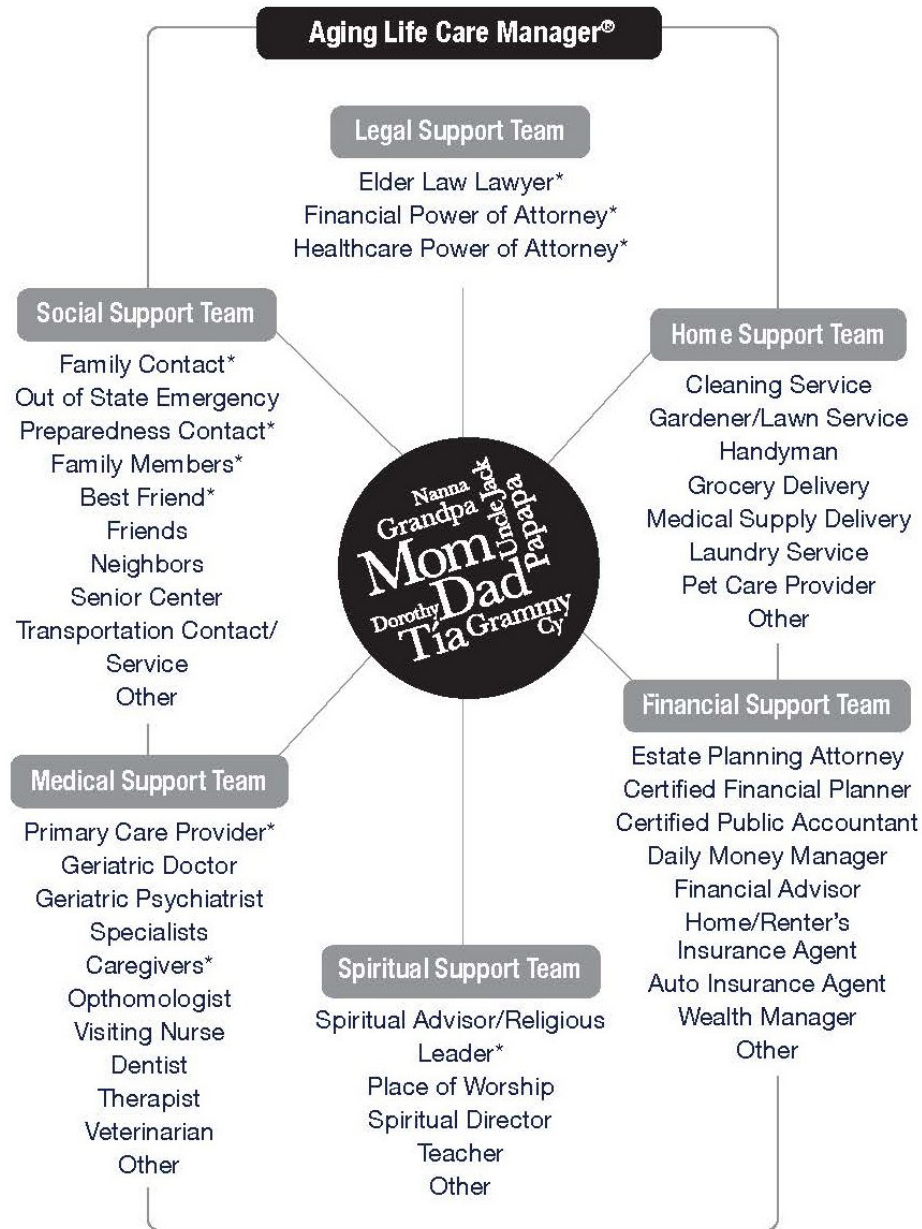 Aging Life Care Manager®
Legal Support Team
Elder Law Lawyer*
Financial Power of Attorney*
Healthcare Power of Attorney*
Social Support Team
Family Contact*
Out of State Emergency
Preparedness Contact*
Family Members*
Best Friend*
Friends
Neighbors
Senior Center
Transportation Contact/
Service
Other
Home Support Team
Cleaning Service
Gardener/Lawn Service
Handyman
Grocery Delivery
Medical Supply Delivery
Laundry Service
Pet Care Provider
Other
Nanna
Grandpa
Uncle Jack
Papapa
Mom
Dad
Dorothy
Tía
Grammy
Cy
Medical Support Team
Primary Care Provider*
Geriatric Doctor
Geriatric Psychiatrist
Specialists
Caregivers*
Opthomologist
Visiting Nurse
Dentist
Therapist
Veterinarian
Other
Spiritual Support Team
Spiritual Advisor/Religious
Leader*
Place of Worship
Spiritual Director
Teacher
Other
Financial Support Team
Estate Planning Attorney
Certified Financial Planner
Certified Public Accountant
Daily Money Manager
Financial Advisor
Home/Renter's
Insurance Agent
Auto Insurance Agent
Wealth Manager
Other